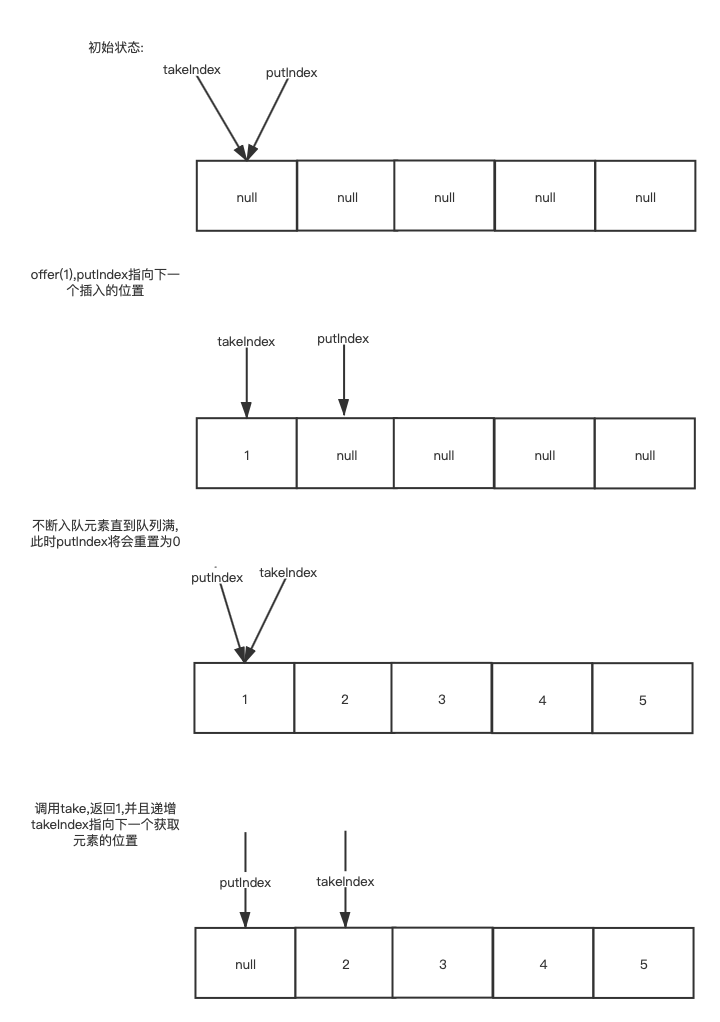 初始状态:
takeIndex
putIndex
null null null null null
offer(1),putIndex指向下一
个插入的位置
takeIndex
putIndex
1 null null null null
不断入队元素直到队列满,
此时putIndex将会重置为0
putIndex
takeIndex
1 2 3 4 5
调用take,返回1,并且递增
takeIndex指向下一个获取
元素的位置
putIndex
takeIndex
null 2 3 4 5